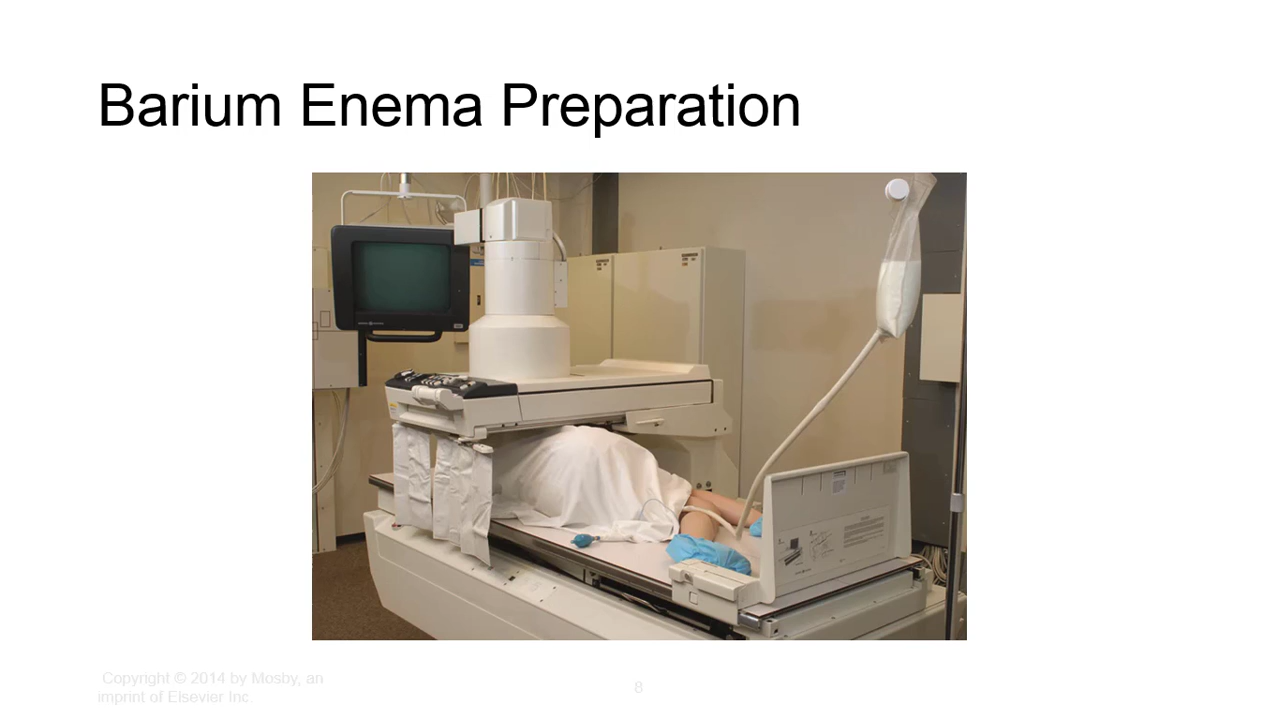 Barium Enema Preparation
Copyright © 2014 by Mosby, an
imprint of Elsevier Inc.
8